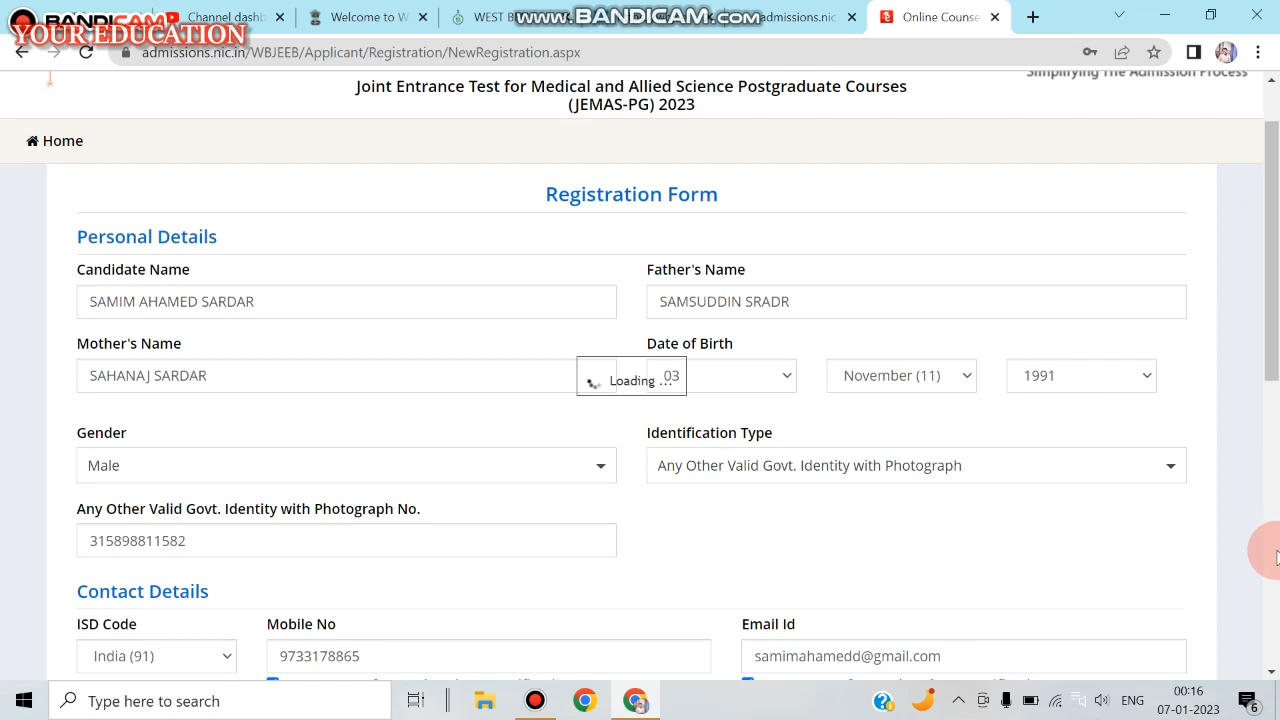 BANDICAM
Channel dashb
Welcome to W
www.BANDICAM.com
admissions.nic
Online Counse
YOUR EDUCATION
admissions.nic.in/WBJEEB/Applicant/Registration/NewRegistration.aspx
Simplifying The Admission Process
Joint Entrance Test for Medical and Allied Science Postgraduate Courses
(JEMAS-PG) 2023
Home
Registration Form
Personal Details
Candidate Name
Father's Name
SAMIM AHAMED SARDAR
SAMSUDDIN SRADR
Mother's Name
Date of Birth
SAHANAJ SARDAR
03
November (11)
1991
Loading ...
Gender
Identification Type
Male
Any Other Valid Govt. Identity with Photograph
Any Other Valid Govt. Identity with Photograph No.
315898811582
Contact Details
ISD Code
Mobile No
Email Id
India (91)
9733178865
samimahamedd@gmail.com
Type here to search
ENG
00:16
07-01-2023
6